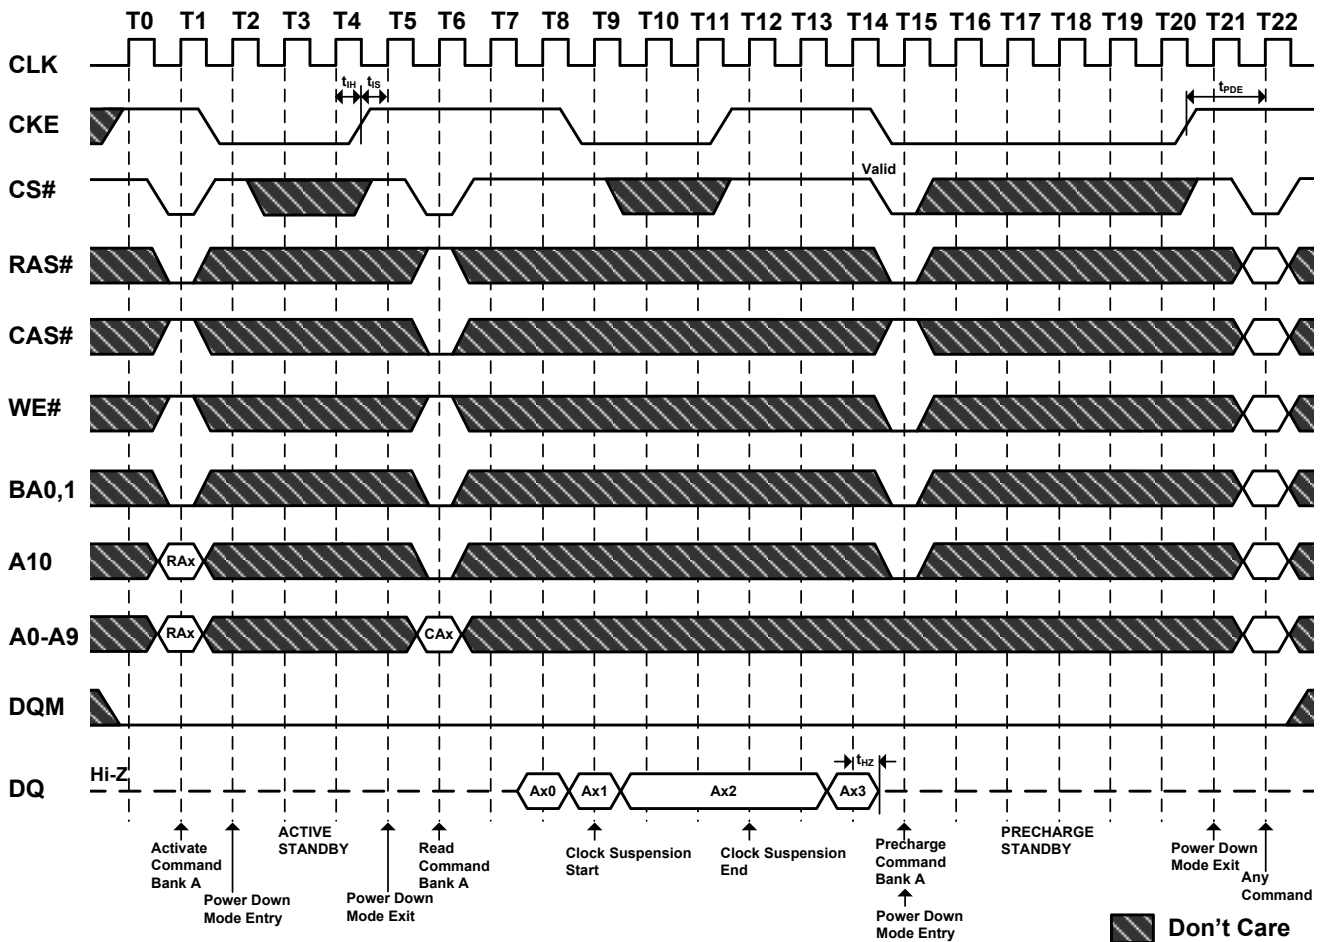 T0 T1 T2 T3 T4 T5 T6 T7 T8 T9 T10 T11 T12 T13 T14 T15 T16 T17 T18 T19 T20 T21 T22
CLK
tIH tIS
tPDE
CKE
Valid
CS#
RAS#
CAS#
WE#
BA0,1
A10
RAx
A0-A9
RAx
CAx
DQM
Hi-Z
tHZ
DQ
Ax0
Ax1
Ax2
Ax3
Activate
Command
Bank A
Power Down
Mode Entry
ACTIVE
STANDBY
Power Down
Mode Exit
Read
Command
Bank A
Clock Suspension
Start
Clock Suspension
End
Precharge
Command
Bank A
Power Down
Mode Entry
PRECHARGE
STANDBY
Power Down
Mode Exit
Any
Command
Don't Care